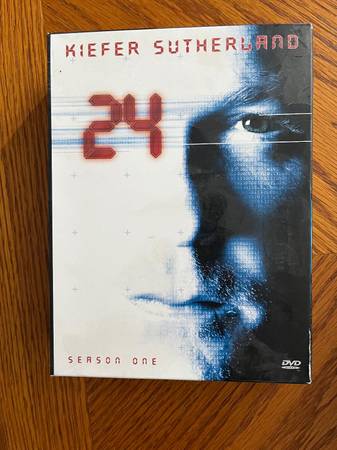 KIEFER SUTHERLAND
24
SEASON ONE
DVD